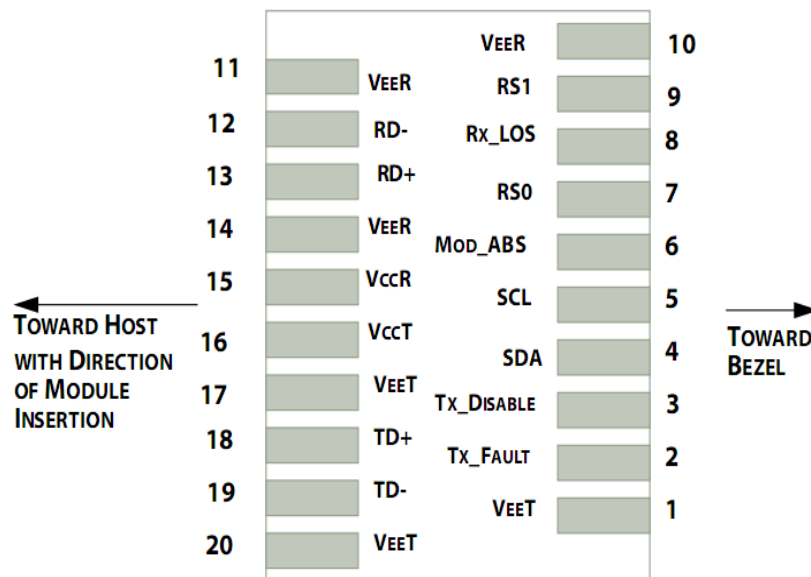 11 VEER
12 RD-
13 RD+
14 VEER
15 VCCR
16 VCCT
17 VEET
18 TD+
19 TD-
20 VEET
VEER 10
RS1 9
RX_LOS 8
RS0 7
MOD_ABS 6
SCL 5
SDA 4
TX_DISABLE 3
TX_FAULT 2
VEET 1
TOWARD HOST
WITH DIRECTION
OF MODULE
INSERTION
TOWARD
BEZEL